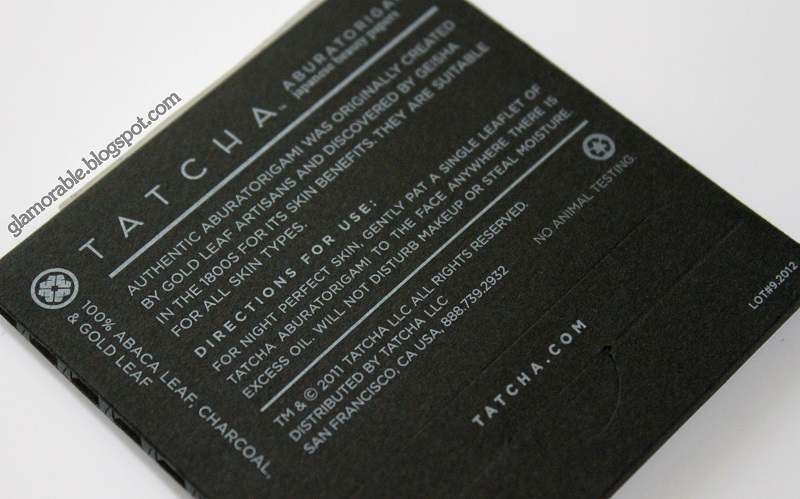 glamorable.blogspot.com
TATCHA™
ABURATORIGAMI
japanese beauty papers
AUTHENTIC ABURATORIGAMI WAS ORIGINALLY CREATED
BY GOLD LEAF ARTISANS AND DISCOVERED BY GEISHA
IN THE 1800S FOR ITS SKIN BENEFITS. THEY ARE SUITABLE
FOR ALL SKIN TYPES.
DIRECTIONS FOR USE:
FOR NIGHT PERFECT SKIN, GENTLY PAT A SINGLE LEAFLET OF
TATCHA ABURATORIGAMI TO THE FACE ANYWHERE THERE IS
EXCESS OIL. WILL NOT DISTURB MAKEUP OR STEAL MOISTURE.
100% ABACA LEAF, CHARCOAL,
& GOLD LEAF
TM & © 2011 TATCHA LLC ALL RIGHTS RESERVED.
DISTRIBUTED BY TATCHA LLC
SAN FRANCISCO, CA USA, 888.739.2932
NO ANIMAL TESTING.
TATCHA.COM
LOT#9.2012